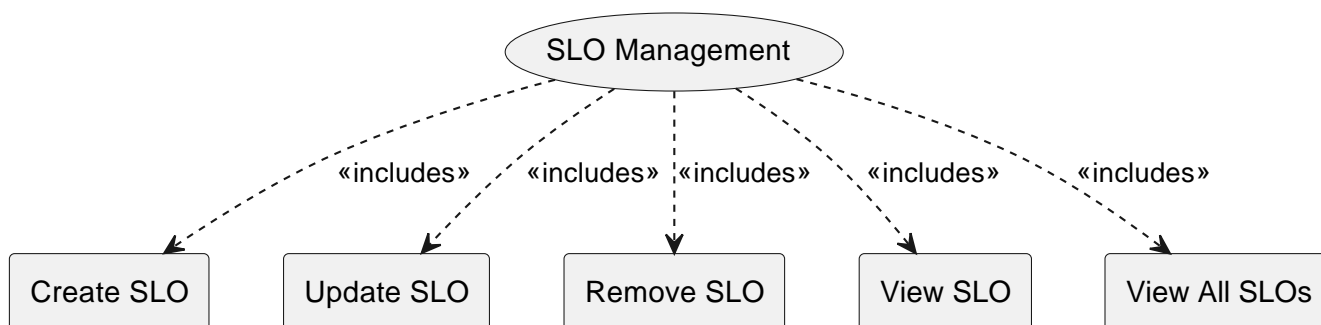 SLO Management
«includes»
«includes»
«includes»
«includes»
«includes»
Create SLO
Update SLO
Remove SLO
View SLO
View All SLOs